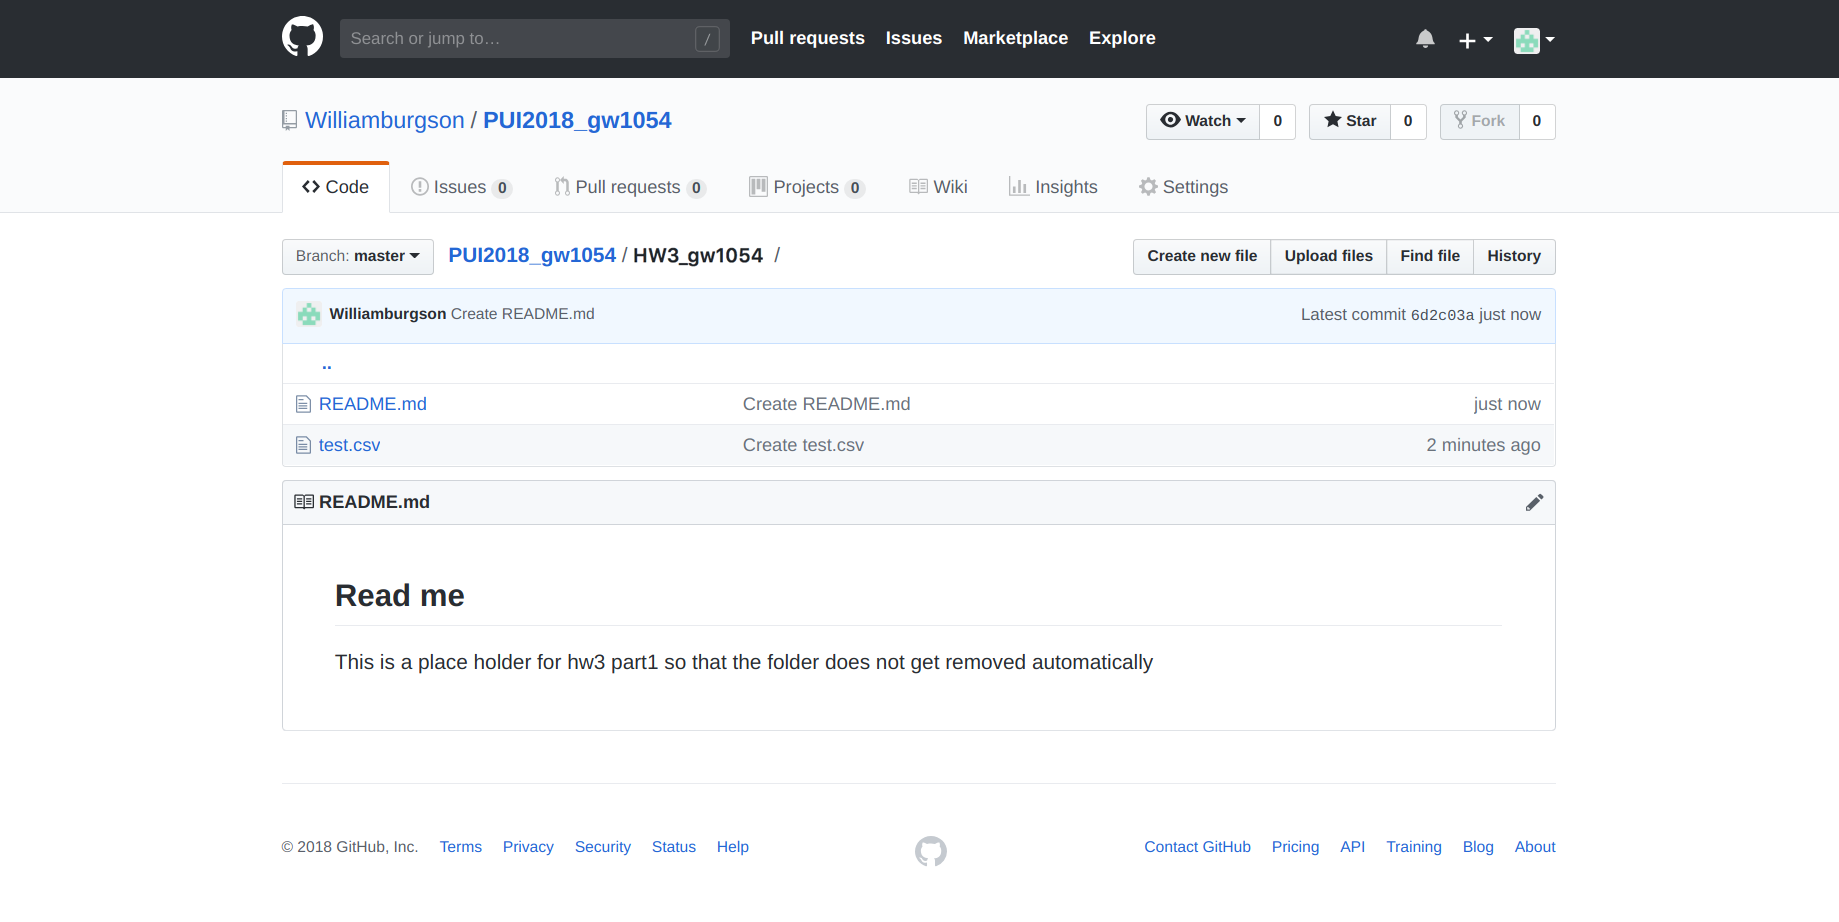 Search or jump to… / Pull requests Issues Marketplace Explore
Williamburgson / PUI2018_gw1054 Watch 0 Star 0 Fork 0
Code Issues 0 Pull requests 0 Projects 0 Wiki Insights Settings
Branch: master PUI2018_gw1054 / HW3_gw1054 / Create new file Upload files Find file History
Williamburgson Create README.md Latest commit 6d2c03a just now
..
README.md Create README.md just now
test.csv Create test.csv 2 minutes ago
README.md
Read me
This is a place holder for hw3 part1 so that the folder does not get removed automatically
© 2018 GitHub, Inc. Terms Privacy Security Status Help Contact GitHub Pricing API Training Blog About